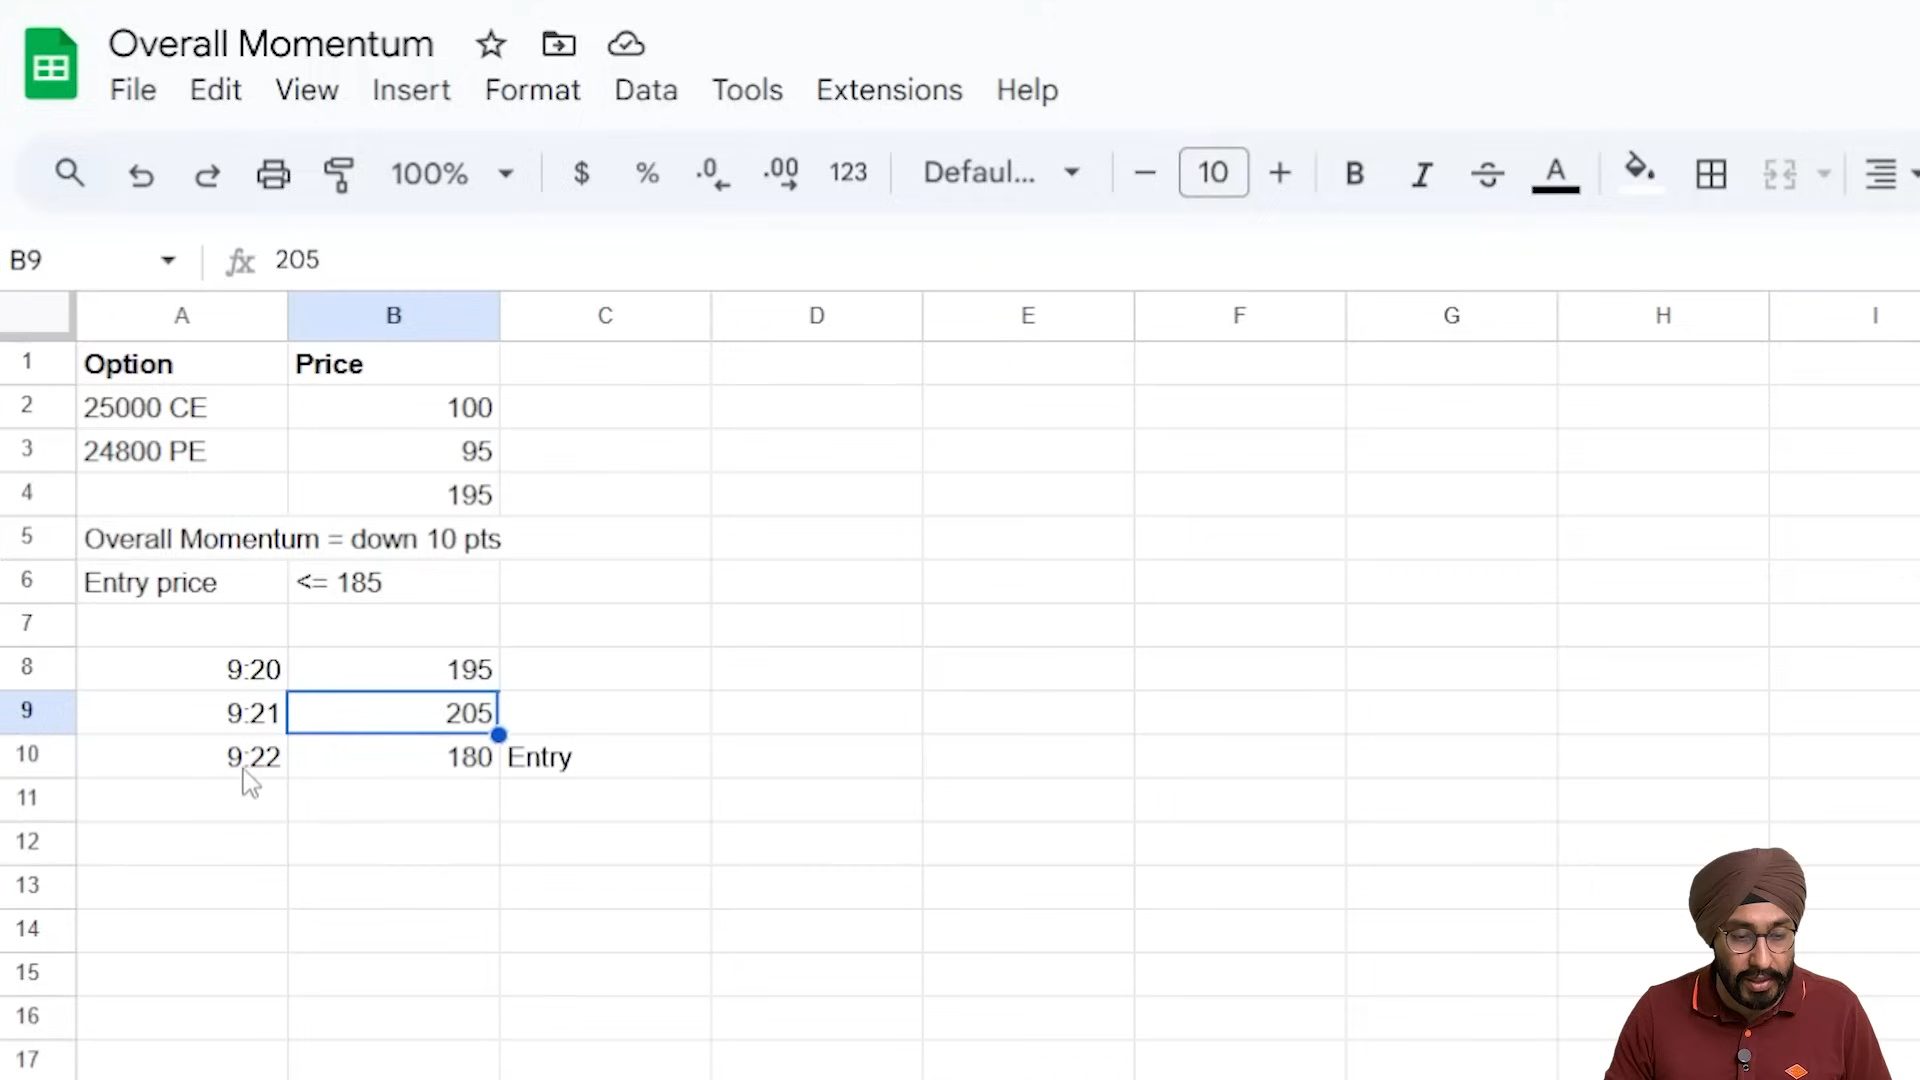 Overall Momentum
File Edit View Insert Format Data Tools Extensions Help
100% $ % .0 .00 123 Defaul... 10 B I S A
B9 fx 205
A B C D E F G H I
1 Option Price
2 25000 CE 100
3 24800 PE 95
4 195
5 Overall Momentum = down 10 pts
6 Entry price <= 185
7
8 9:20 195
9 9:21 205
10 9:22 180 Entry
11
12
13
14
15
16
17